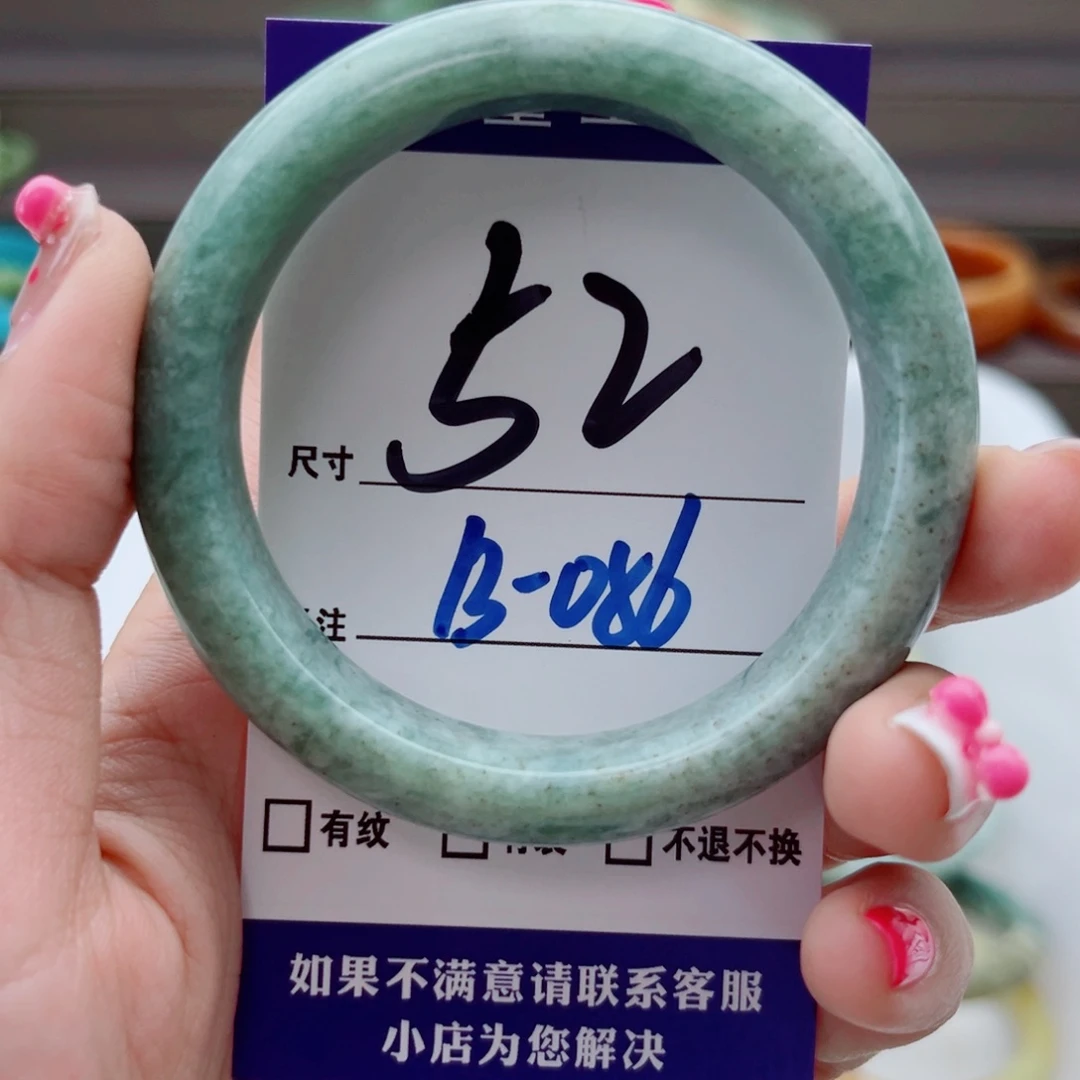 尺寸 52
注 B-086
□有纹 □ □不退不换
如果不满意请联系客服
小店为您解决